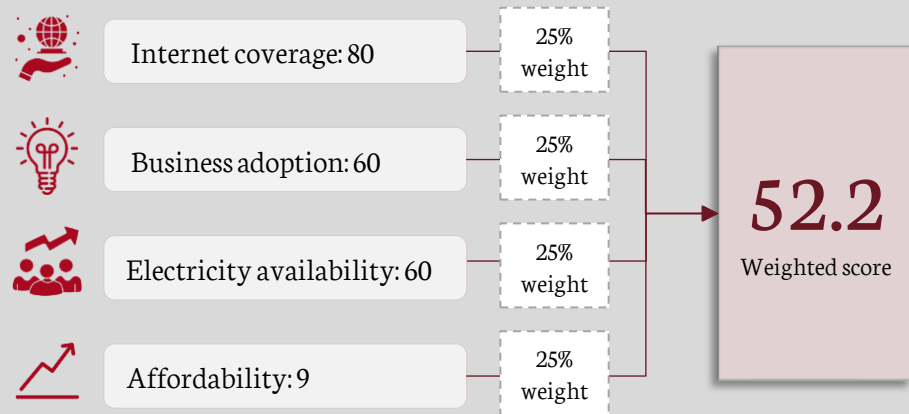 Internet coverage: 80
25%
weight
Business adoption: 60
25%
weight
Electricity availability: 60
25%
weight
Affordability: 9
25%
weight
52.2
Weighted score